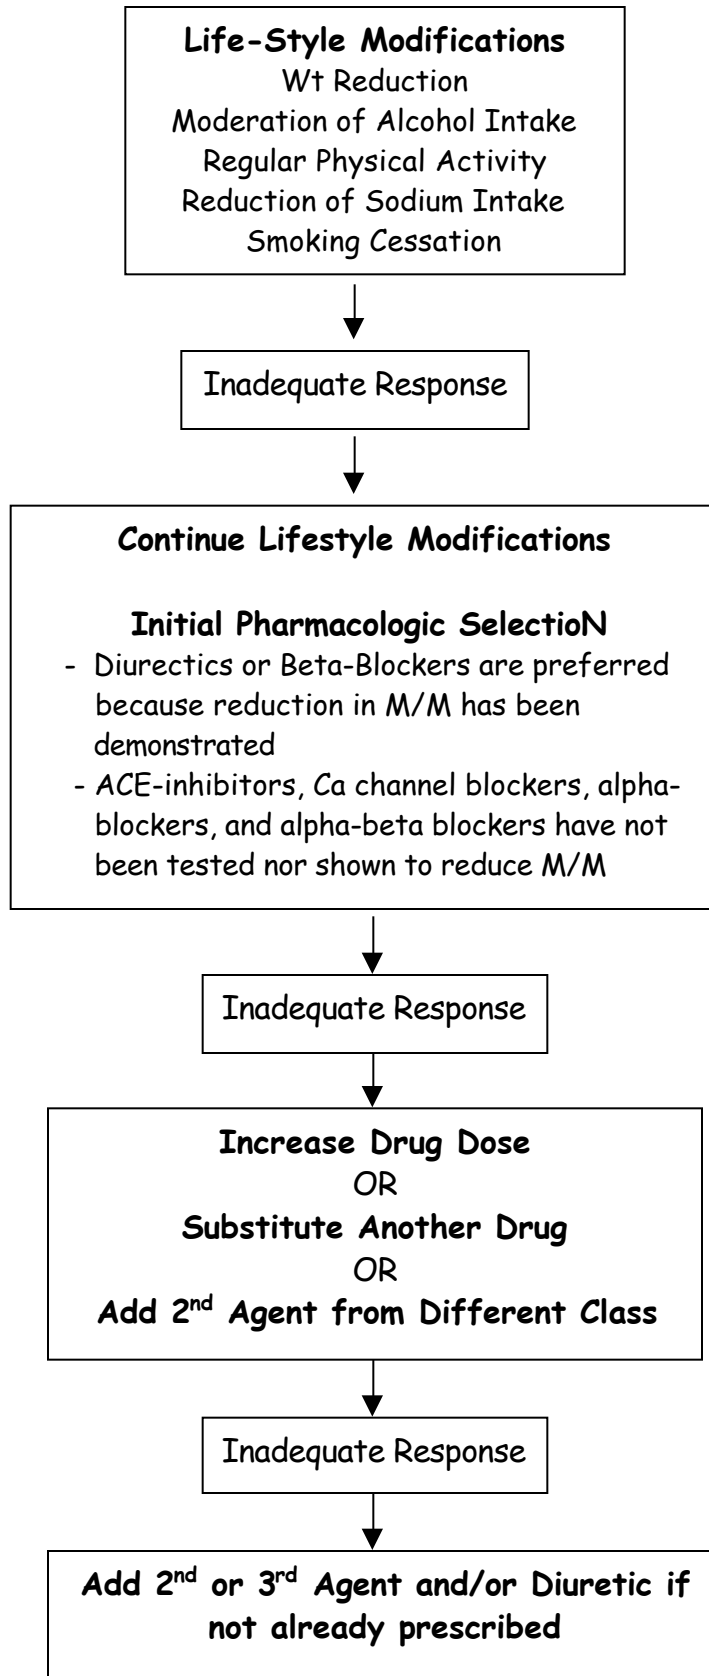 Life-Style Modifications
Wt Reduction
Moderation of Alcohol Intake
Regular Physical Activity
Reduction of Sodium Intake
Smoking Cessation
Inadequate Response
Continue Lifestyle Modifications
Initial Pharmacologic SelectioN
- Diurectics or Beta-Blockers are preferred
because reduction in M/M has been
demonstrated
- ACE-inhibitors, Ca channel blockers, alpha-
blockers, and alpha-beta blockers have not
been tested nor shown to reduce M/M
Inadequate Response
Increase Drug Dose
OR
Substitute Another Drug
OR
Add 2nd Agent from Different Class
Inadequate Response
Add 2nd or 3rd Agent and/or Diuretic if
not already prescribed